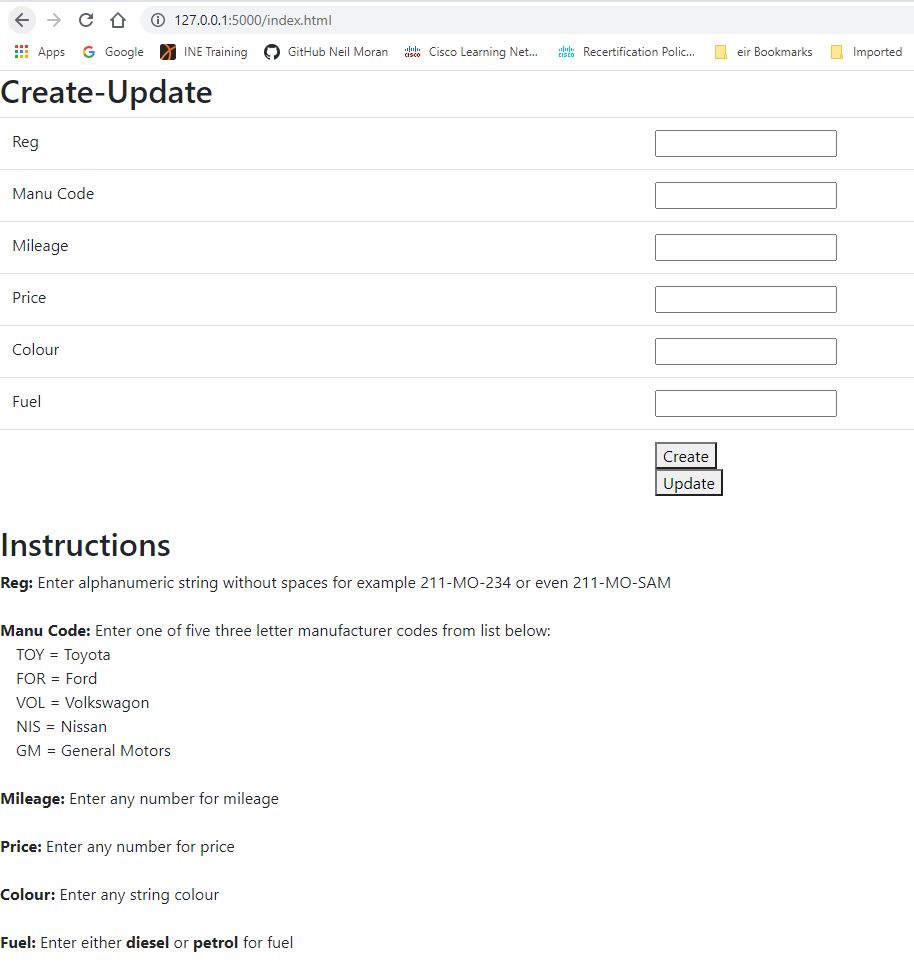 127.0.0.1:5000/index.html
Apps Google INE Training GitHub Neil Moran cisco Cisco Learning Net... cisco Recertification Polic... eir Bookmarks Imported
Create-Update
Reg
Manu Code
Mileage
Price
Colour
Fuel
Create
Update
Instructions
Reg: Enter alphanumeric string without spaces for example 211-MO-234 or even 211-MO-SAM
Manu Code: Enter one of five three letter manufacturer codes from list below:
TOY = Toyota
FOR = Ford
VOL = Volkswagon
NIS = Nissan
GM = General Motors
Mileage: Enter any number for mileage
Price: Enter any number for price
Colour: Enter any string colour
Fuel: Enter either diesel or petrol for fuel